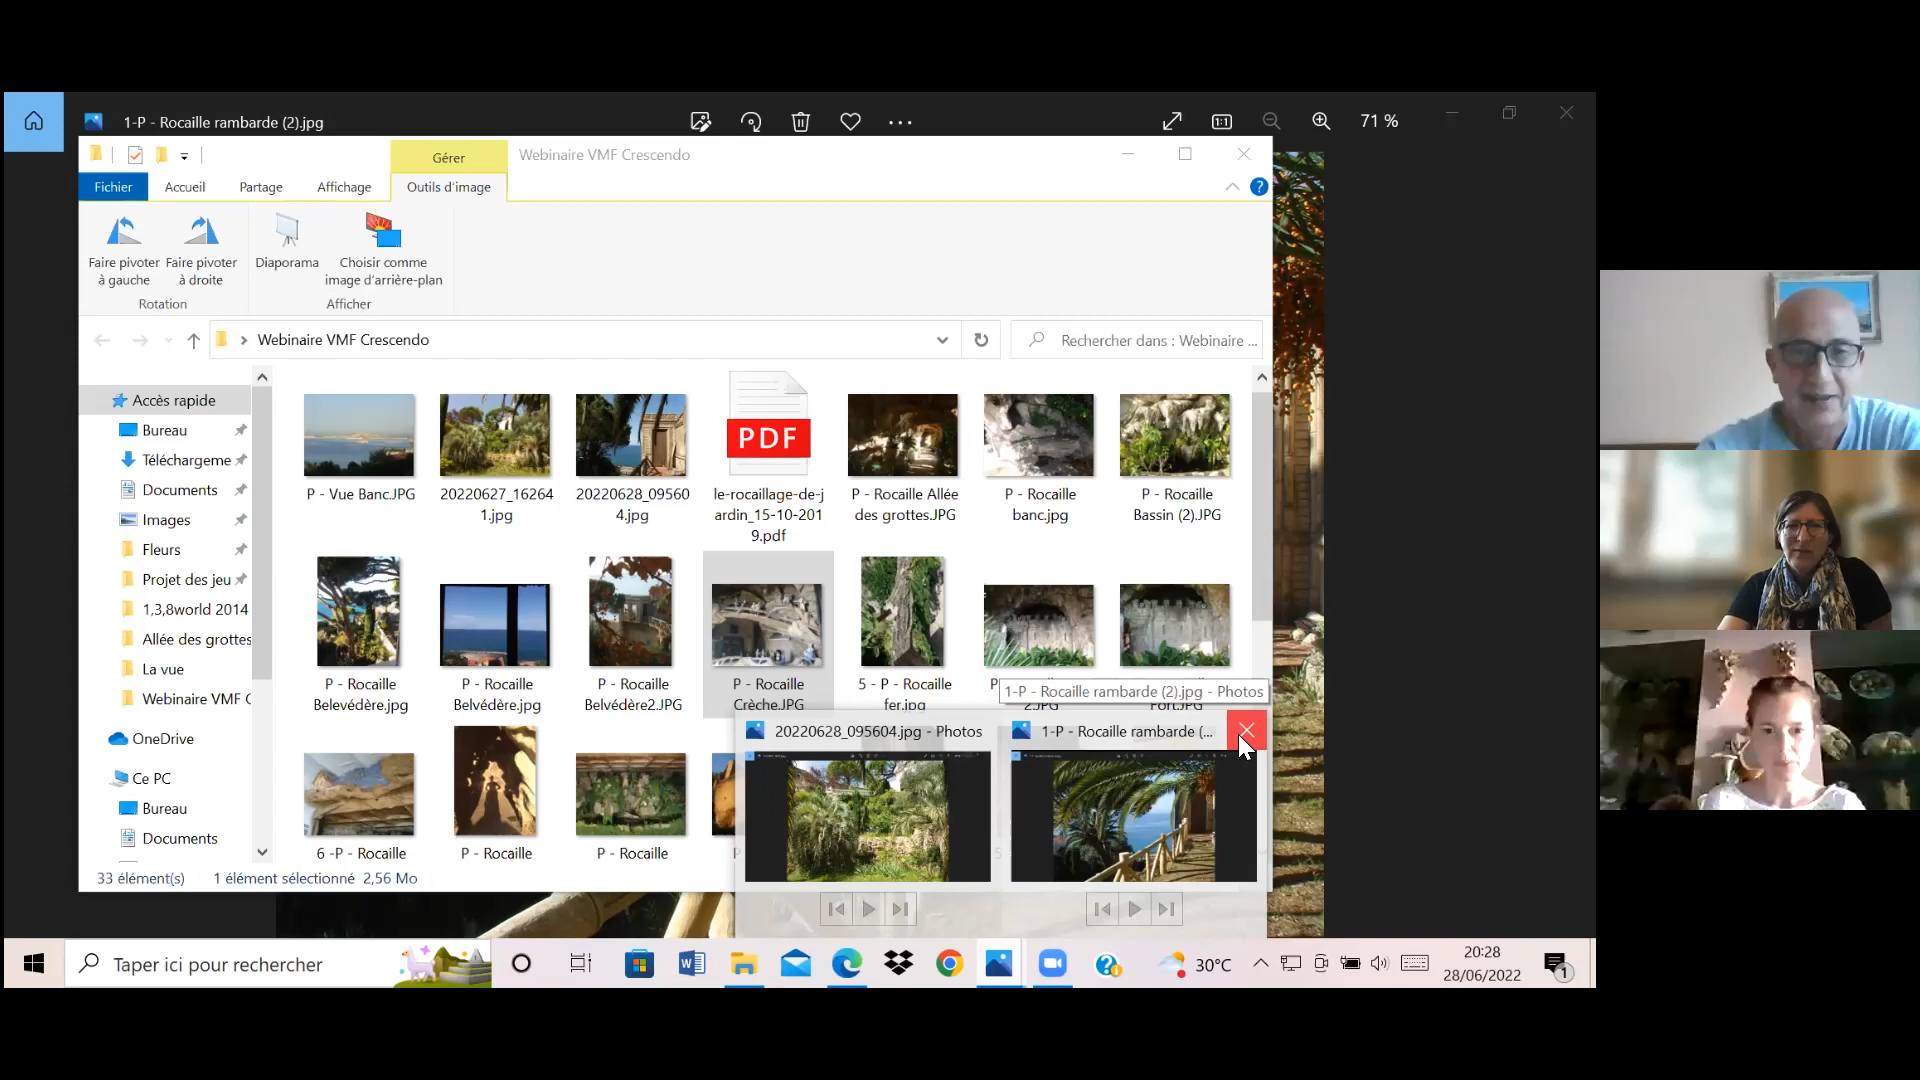 1-P - Rocaille rambarde (2).jpg
71 %
Gérer
Webinaire VMF Crescendo
Fichier
Accueil
Partage
Affichage
Outils d'image
Faire pivoter
à gauche
Faire pivoter
à droite
Diaporama
Choisir comme
image d'arrière-plan
Rotation
Afficher
Webinaire VMF Crescendo
Rechercher dans : Webinaire ...
Accès rapide
Bureau
Téléchargeme
Documents
Images
Fleurs
Projet des jeu
1,3,8world 2014
Allée des grottes
La vue
Webinaire VMF C
OneDrive
Ce PC
Bureau
Documents
PDF
P - Vue Banc.JPG
20220627_16264
1.jpg
20220628_09560
4.jpg
le-rocaillage-de-j
ardin_15-10-201
9.pdf
P - Rocaille Allée
des grottes.JPG
P - Rocaille
banc.jpg
P - Rocaille
Bassin (2).JPG
P - Rocaille
Belevédère.jpg
P - Rocaille
Belvédère.jpg
P - Rocaille
Belvédère2.JPG
P - Rocaille
Crèche.JPG
5 - P - Rocaille
fer.jpg
1-P - Rocaille rambarde (2).jpg - Photos
2.JPG
Fort.JPG
20220628_095604.jpg - Photos
1-P - Rocaille rambarde (...
6 -P - Rocaille
P - Rocaille
P - Rocaille
33 élément(s)
1 élément sélectionné 2,56 Mo
Taper ici pour rechercher
30°C
20:28
28/06/2022
1